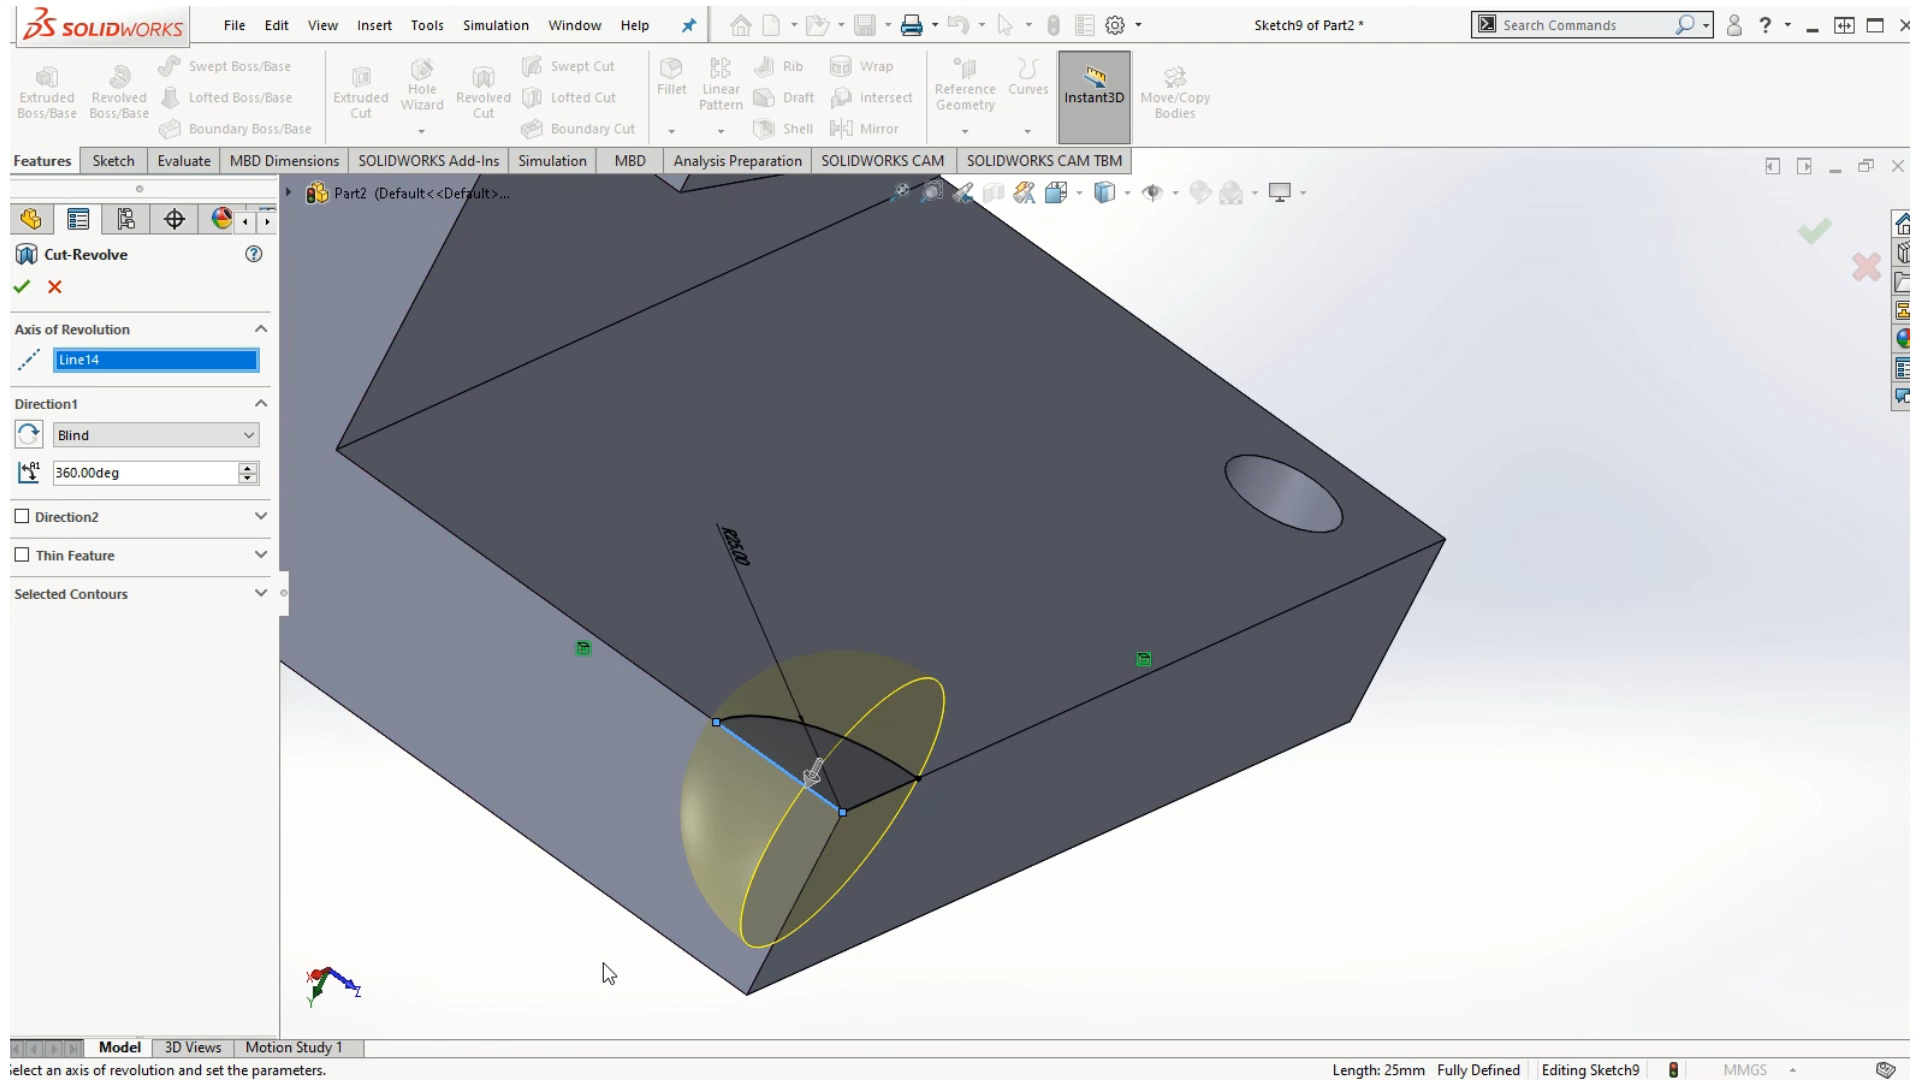 SOLIDWORKS File Edit View Insert Tools Simulation Window Help Sketch9 of Part2 * Search Commands ?
Extruded Boss/Base
Revolved Boss/Base
Swept Boss/Base
Lofted Boss/Base
Boundary Boss/Base
Extruded Cut
Hole Wizard
Revolved Cut
Swept Cut
Lofted Cut
Boundary Cut
Fillet
Linear Pattern
Rib
Draft
Shell
Wrap
Intersect
Mirror
Reference Geometry
Curves
Instant3D
Move/Copy Bodies
Features Sketch Evaluate MBD Dimensions SOLIDWORKS Add-Ins Simulation MBD Analysis Preparation SOLIDWORKS CAM SOLIDWORKS CAM TBM
Part2 (Default<<Default>...
Cut-Revolve
Axis of Revolution
Line14
Direction1
Blind
A1
360.00deg
Direction2
Thin Feature
Selected Contours
R25.00
X
Y
Z
Model 3D Views Motion Study 1
Select an axis of revolution and set the parameters. Length: 25mm Fully Defined Editing Sketch9 MMGS